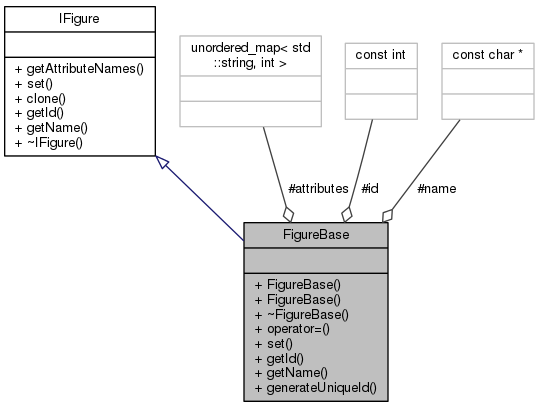 IFigure
+ getAttributeNames()
+ set()
+ clone()
+ getId()
+ getName()
+ ~IFigure()
unordered_map< std
::string, int >
const int
const char *
#attributes
#id
#name
FigureBase
+ FigureBase()
+ FigureBase()
+ ~FigureBase()
+ operator=()
+ set()
+ getId()
+ getName()
+ generateUniqueId()